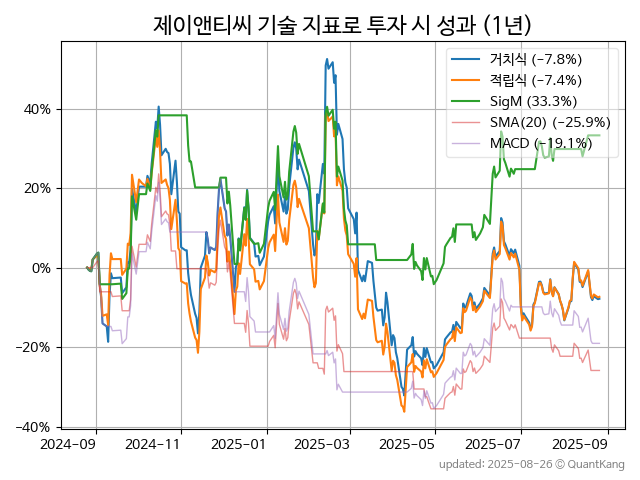 제이앤티씨 기술 지표로 투자 시 성과 (1년)
거치식 (-7.8%)
적립식 (-7.4%)
SigM (33.3%)
SMA(20) (-25.9%)
MACD (-19.1%)
40%
20%
0%
-20%
-40%
2024-09 2024-11 2025-01 2025-03 2025-05 2025-07 2025-09
updated: 2025-08-26 © QuantKang